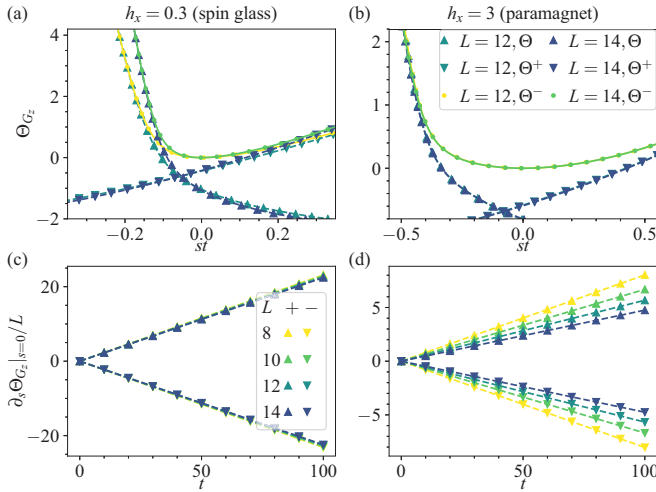 (a) h_x = 0.3 (spin glass)
(b) h_x = 3 (paramagnet)
4
2
0
−2
Θ_{G_z}
−0.2 0.0 0.2
st
2
1
0
L = 12, Θ L = 14, Θ
L = 12, Θ⁺ L = 14, Θ⁺
L = 12, Θ⁻ L = 14, Θ⁻
−0.5 0.0 0.5
st
(c)
20
0
−20
∂_sΘ_{G_z}|_{s=0}/L
L + −
8
10
12
14
0 50 100
t
(d)
5
0
−5
0 50 100
t